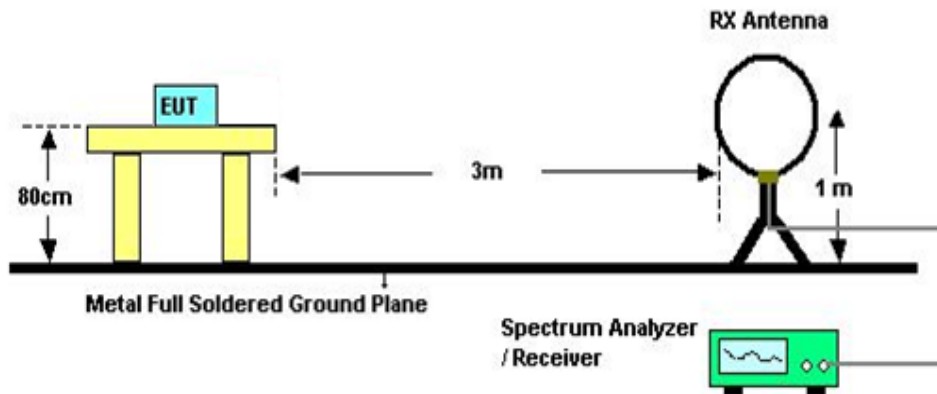 RX Antenna
EUT
80cm
3m
1 m
Metal Full Soldered Ground Plane
Spectrum Analyzer
/ Receiver